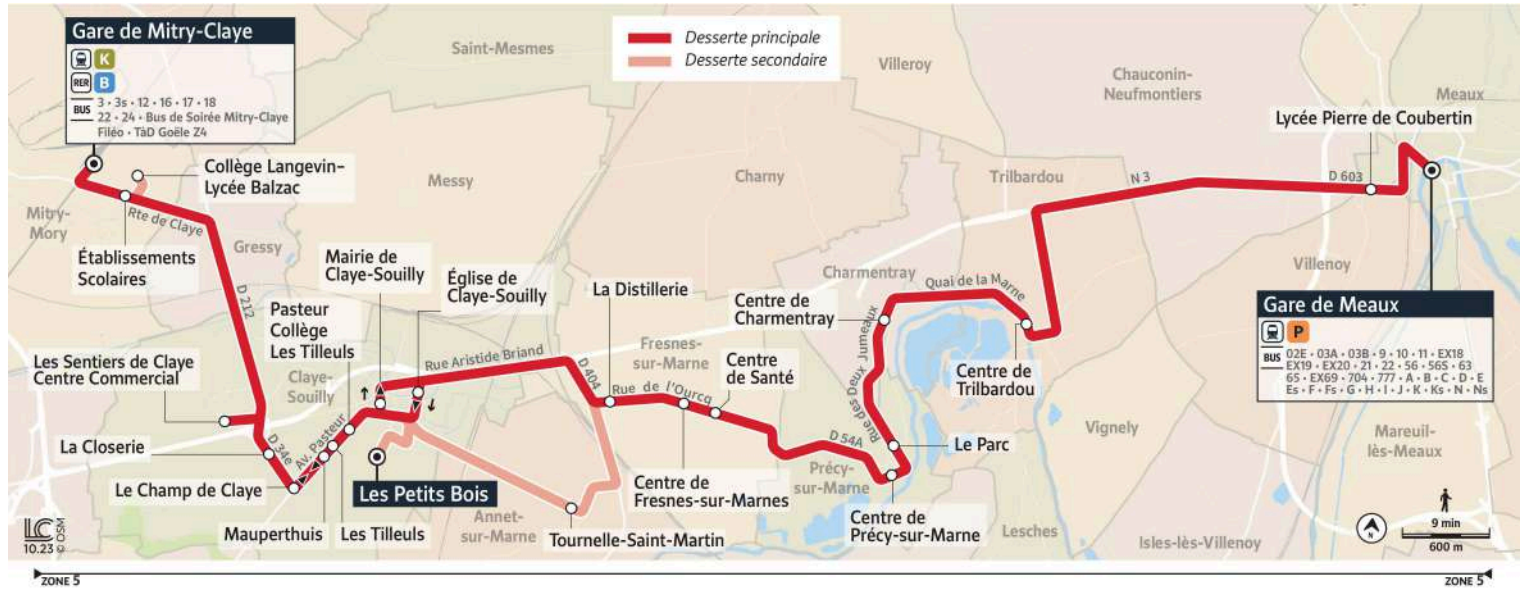 Gare de Mitry-Claye
K
RER B
BUS 3 • 3s • 12 • 16 • 17 • 18
22 • 24 • Bus de Soirée Mitry-Claye
Filéo • TàD Goële Z4
Desserte principale
Desserte secondaire
Saint-Mesmes
Villeroy
Chauconin-
Neufmontiers
Meaux
Lycée Pierre de Coubertin
Collège Langevin–
Lycée Balzac
Messy
Charny
Trilbardou
N 3
D 603
Mitry-
Mory
Rte de Claye
Gressy
Établissements
Scolaires
D 212
Mairie de
Claye-Souilly
Église de
Claye-Souilly
La Distillerie
Charmentray
Quai de la Marne
Villenoy
Pasteur
Collège
Les Tilleuls
Centre de
Charmentray
Rue des Deux Jumeaux
Gare de Meaux
P
BUS 02E • 03A • 03B • 9 • 10 • 11 • EX18
EX19 • EX20 • 21 • 22 • 56 • 56S • 63
65 • EX69 • 704 • 777 • A • B • C • D • E
Es • F • Fs • G • H • I • J • K • Ks • N • Ns
Les Sentiers de Claye
Centre Commercial
Claye-
Souilly
Rue Aristide Briand
D 404
Fresnes-
sur-Marne
Rue de l'Ourcq
Centre
de Santé
Centre de
Trilbardou
La Closerie
D 34e
Av. Pasteur
D 54A
Le Parc
Vignely
Mareuil-
lès-Meaux
Le Champ de Claye
Les Petits Bois
Centre de
Fresnes-sur-Marnes
Précy-
sur-Marne
Mauperthuis
Les Tilleuls
Annet-
sur-Marne
Tournelle-Saint-Martin
Centre de
Précy-sur-Marne
Lesches
Isles-lès-Villenoy
N
9 min
600 m
LC
10.23
© OSM
ZONE 5
ZONE 5